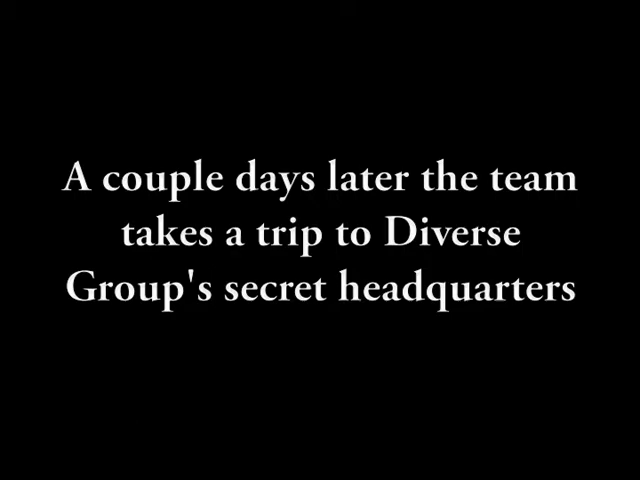 A couple days later the team
takes a trip to Diverse
Group's secret headquarters